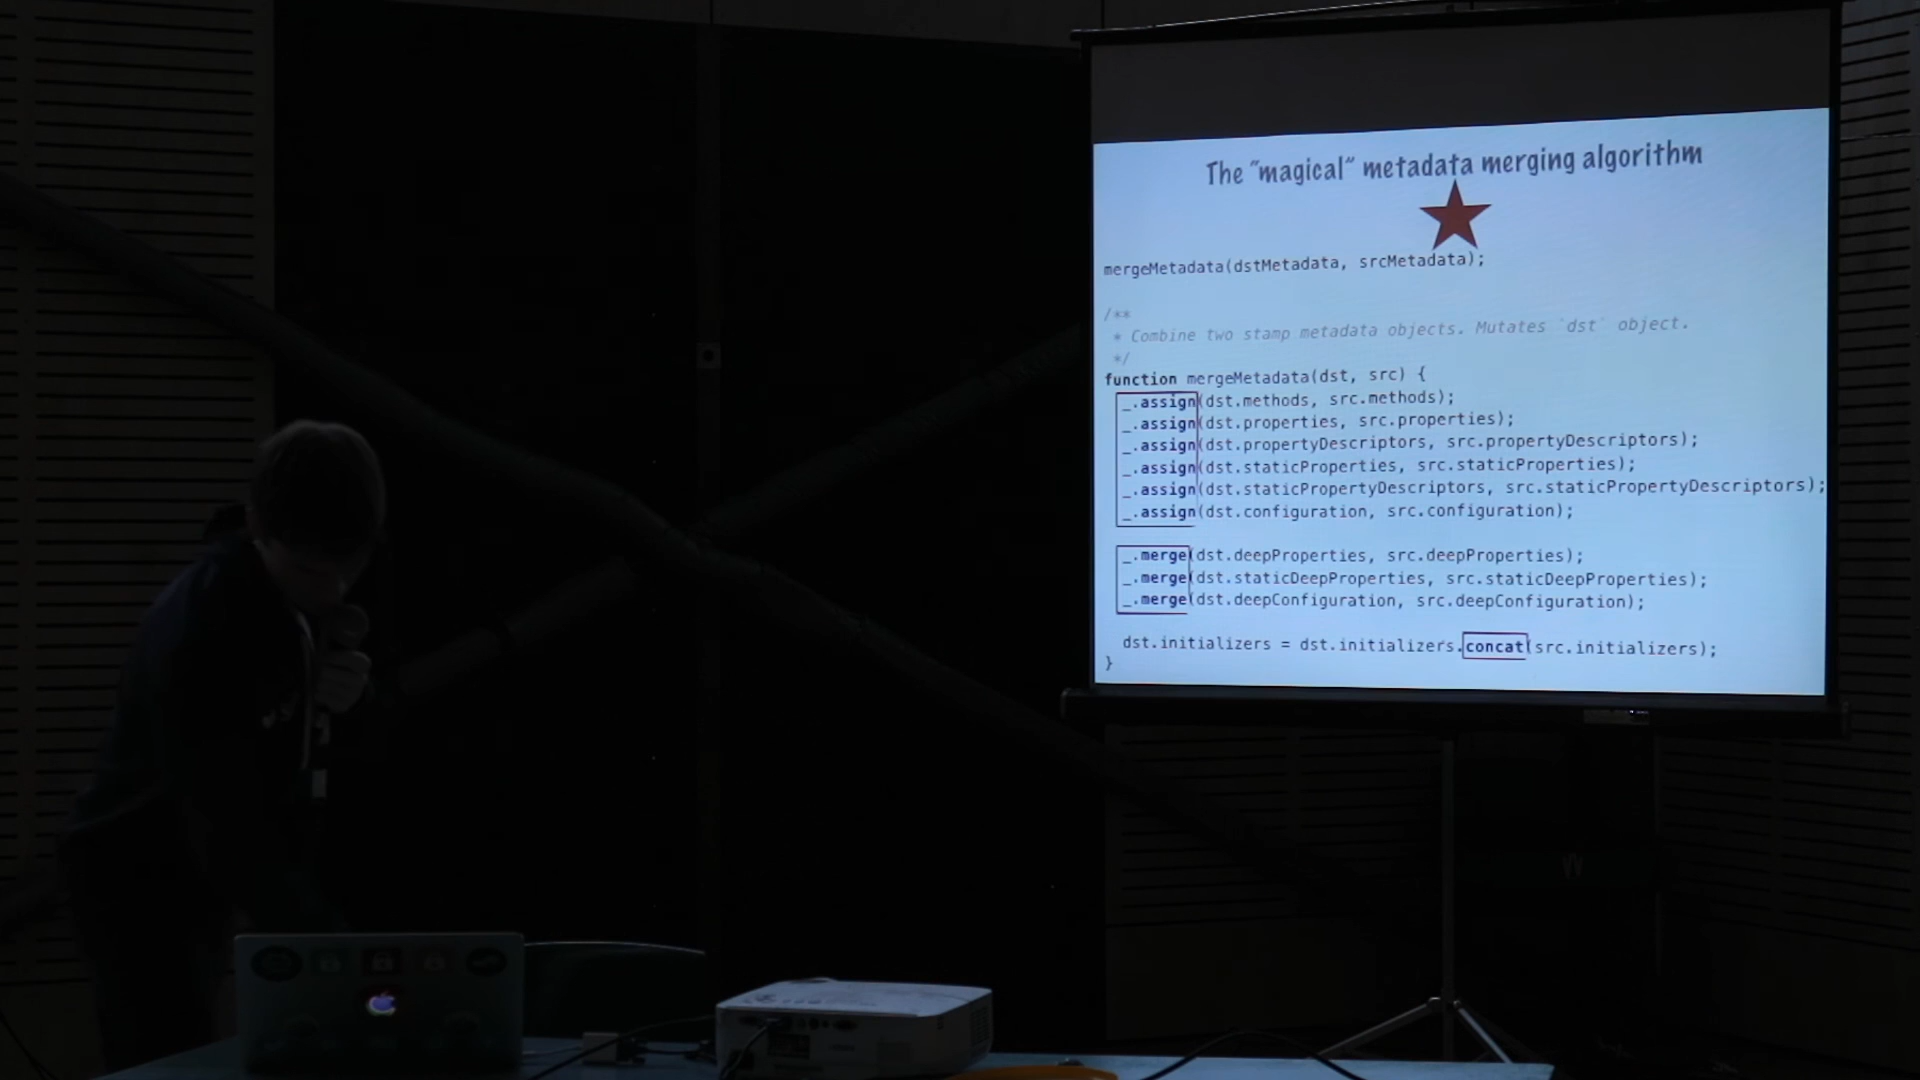 The "magical" metadata merging algorithm
mergeMetadata(dstMetadata, srcMetadata);
/**
* Combine two stamp metadata objects. Mutates `dst` object.
*/
function mergeMetadata(dst, src) {
_.assign(dst.methods, src.methods);
_.assign(dst.properties, src.properties);
_.assign(dst.propertyDescriptors, src.propertyDescriptors);
_.assign(dst.staticProperties, src.staticProperties);
_.assign(dst.staticPropertyDescriptors, src.staticPropertyDescriptors);
_.assign(dst.configuration, src.configuration);
_.merge(dst.deepProperties, src.deepProperties);
_.merge(dst.staticDeepProperties, src.staticDeepProperties);
_.merge(dst.deepConfiguration, src.deepConfiguration);
dst.initializers = dst.initializers.concat(src.initializers);
}